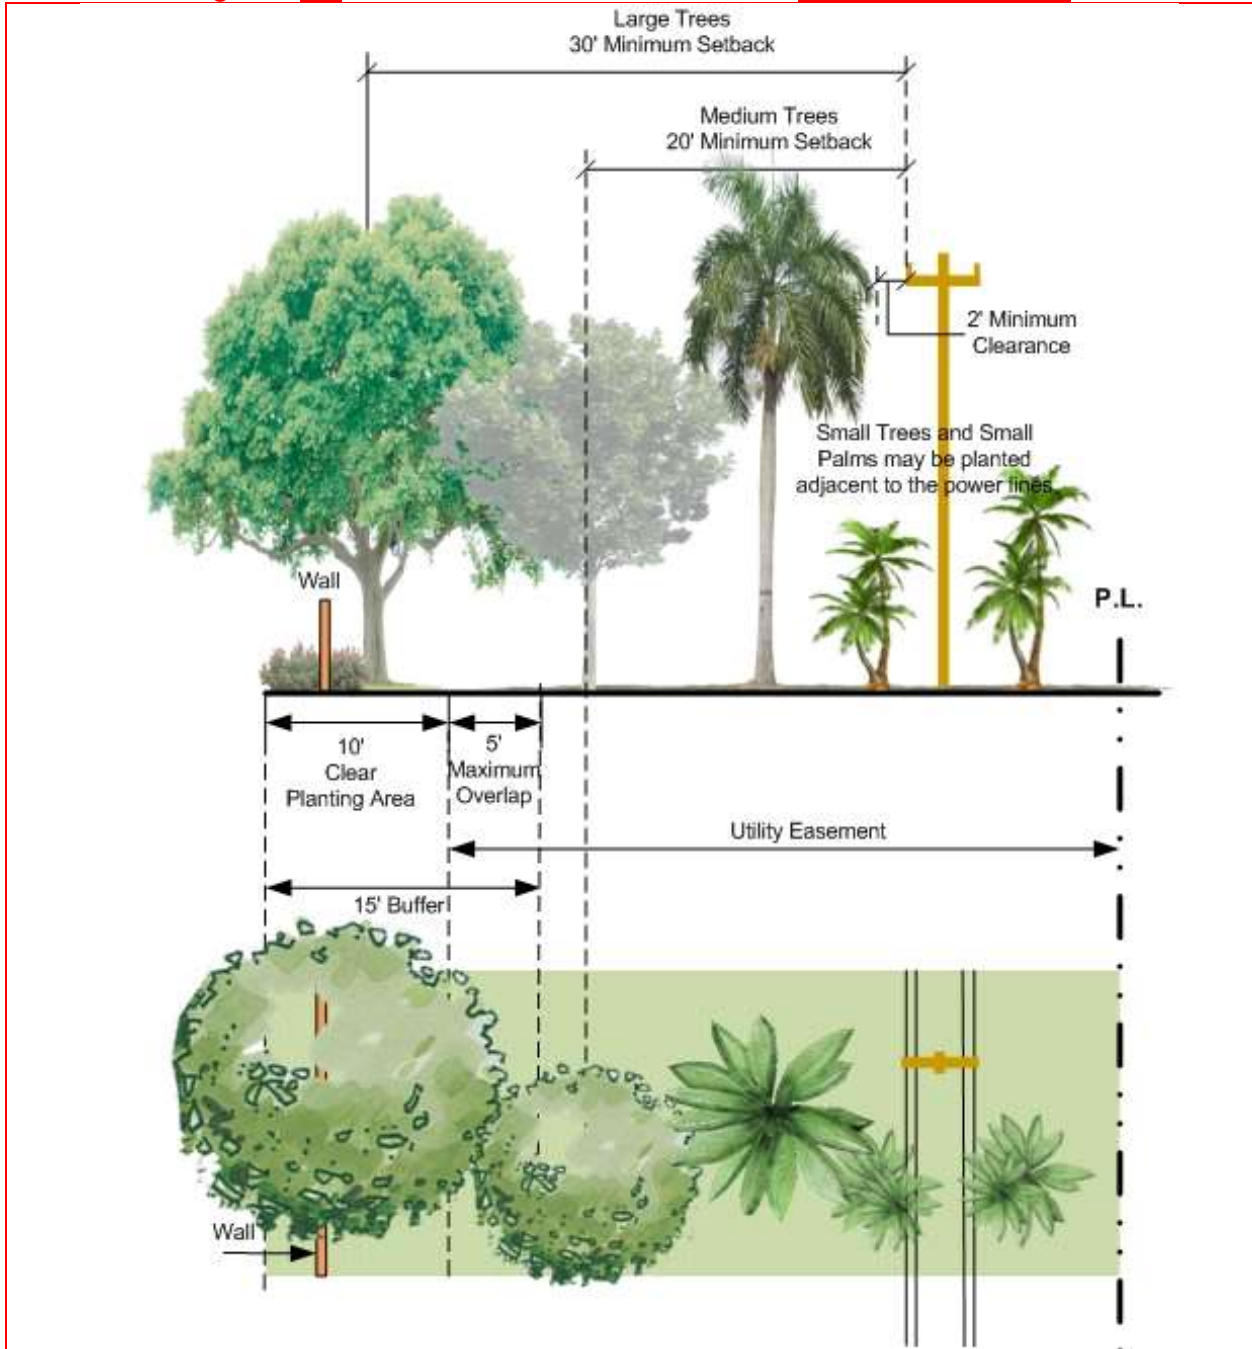 Large Trees
30' Minimum Setback
Medium Trees
20' Minimum Setback
2' Minimum
Clearance
Small Trees and Small
Palms may be planted
adjacent to the power lines.
Wall
P.L.
10'
Clear
Planting Area
5'
Maximum
Overlap
Utility Easement
15' Buffer
Wall